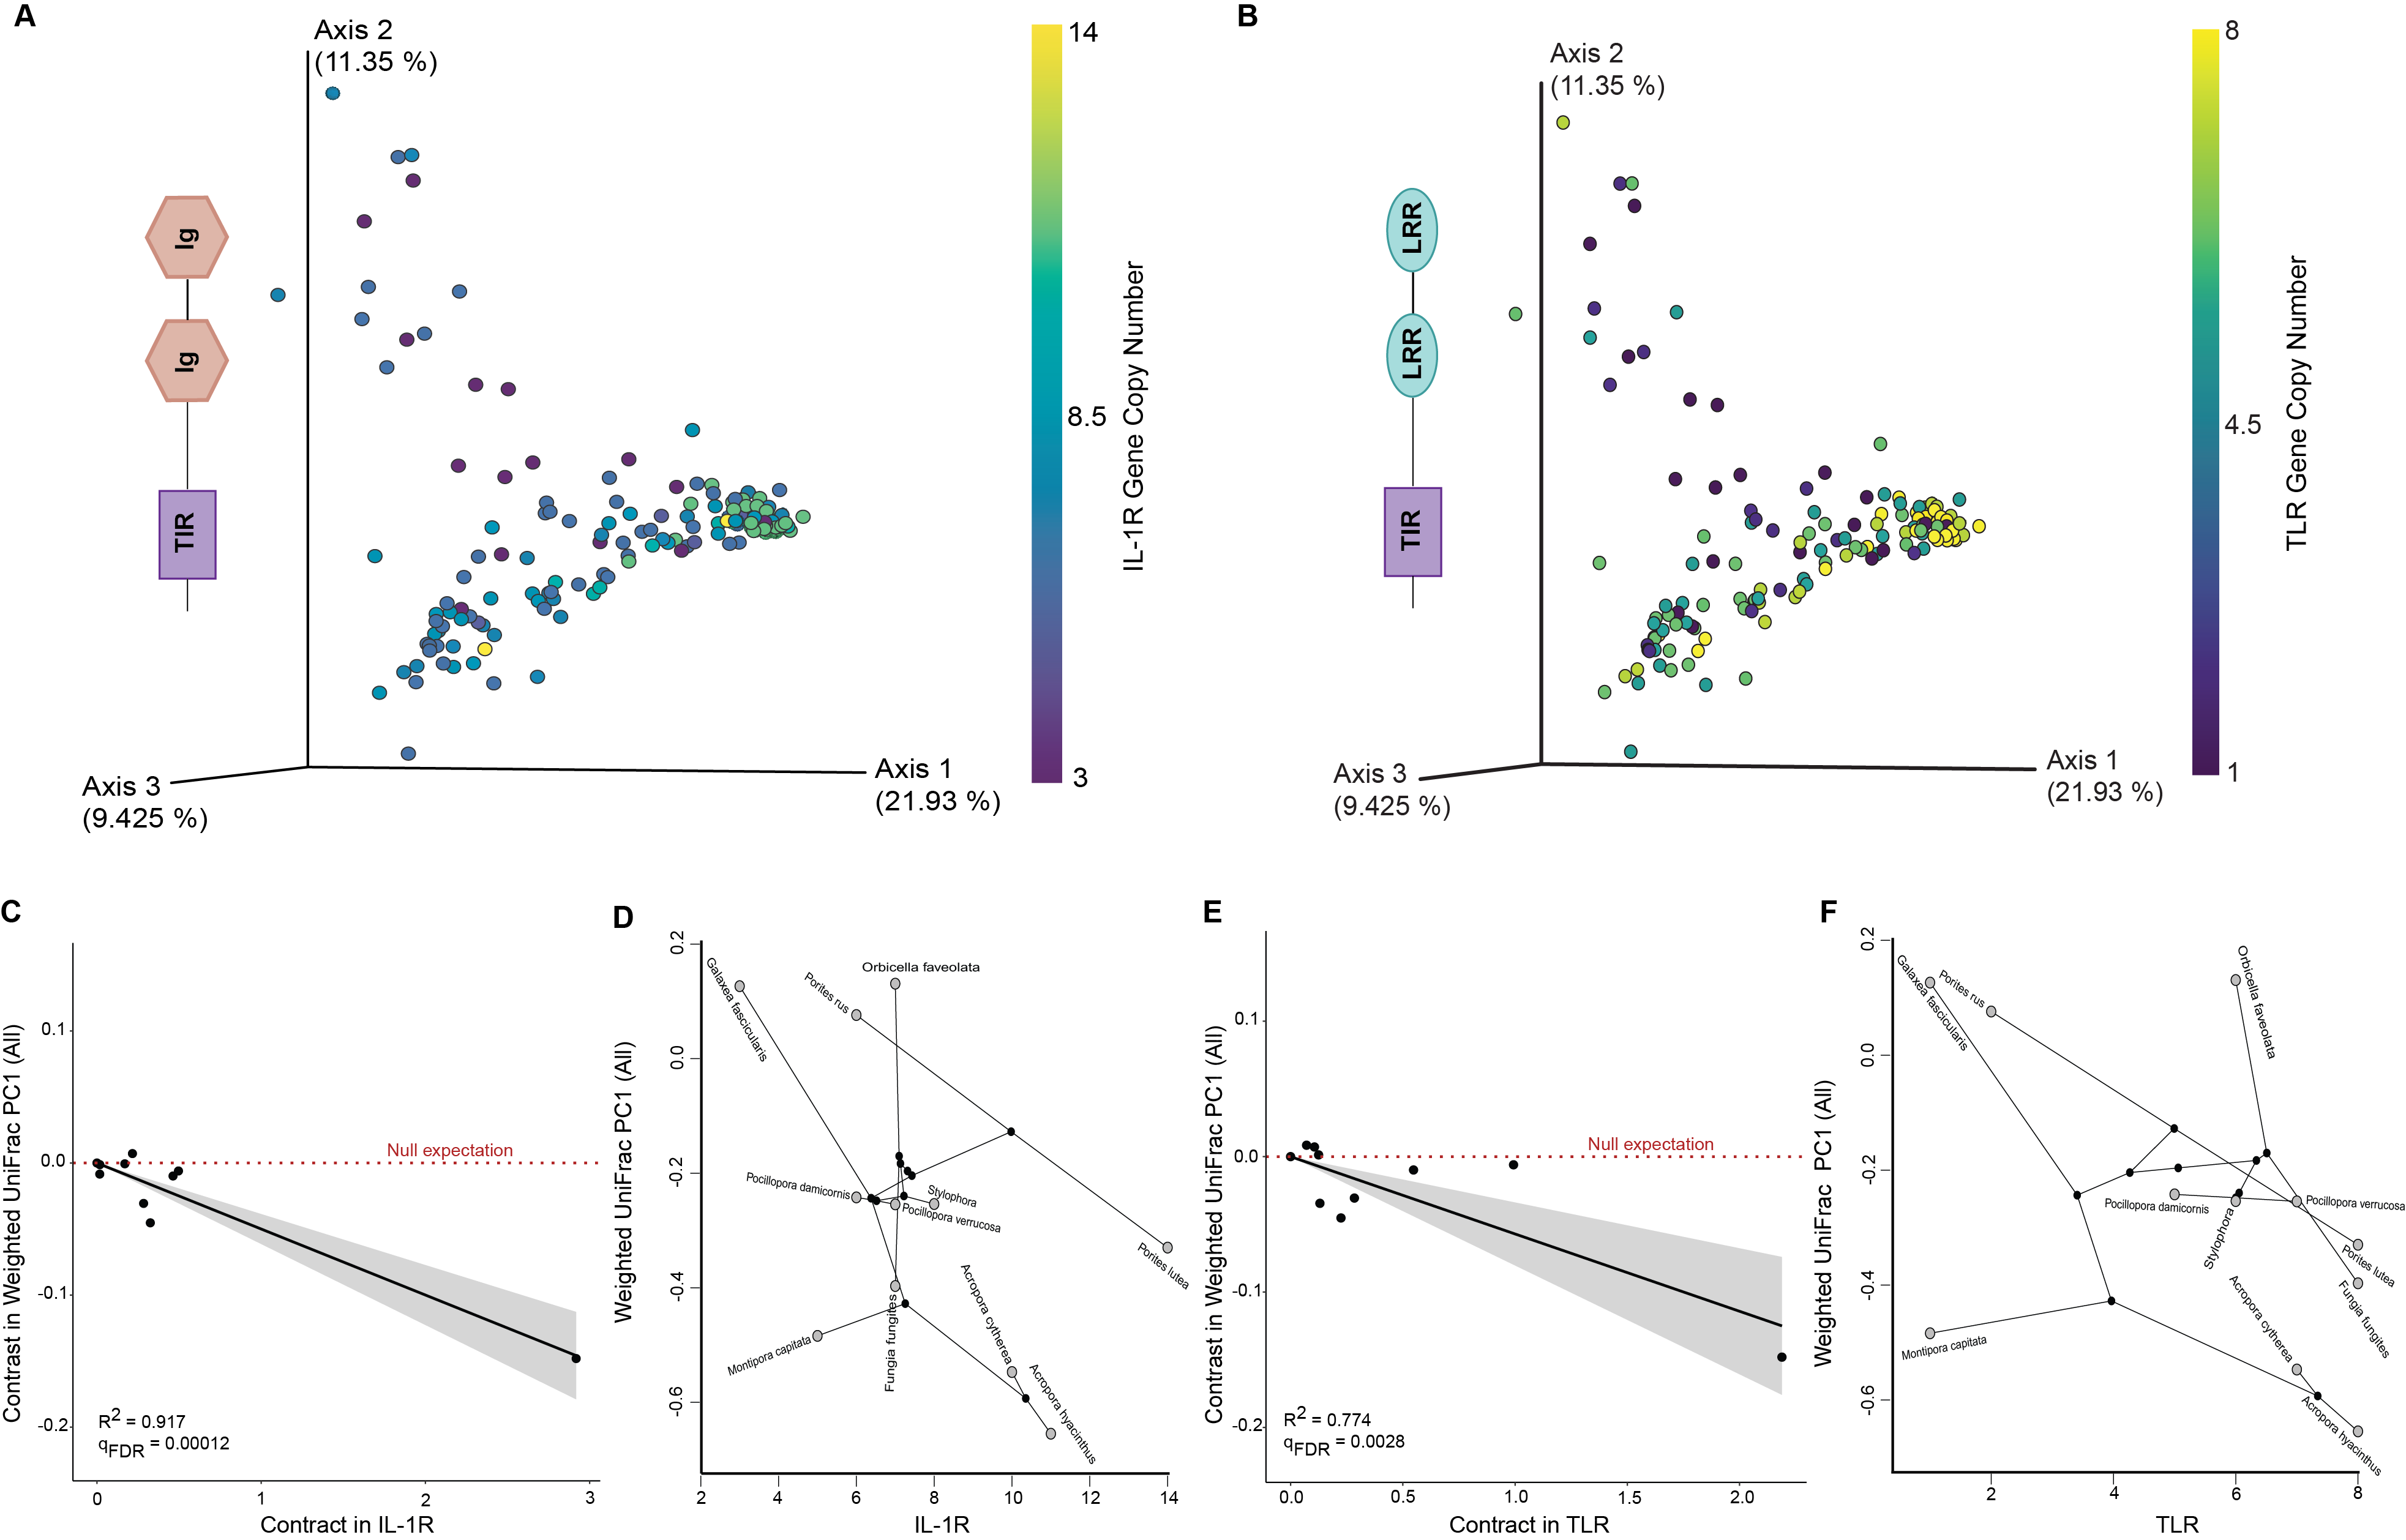 A
Axis 2
(11.35 %)
Ig
Ig
TIR
Axis 3
(9.425 %)
Axis 1
(21.93 %)
14
8.5
3
IL-1R Gene Copy Number
B
Axis 2
(11.35 %)
LRR
LRR
TIR
Axis 3
(9.425 %)
Axis 1
(21.93 %)
8
4.5
1
TLR Gene Copy Number
C
Contrast in Weighted UniFrac PC1 (All)
0.1
0.0
-0.1
-0.2
Null expectation
R2 = 0.917
qFDR = 0.00012
0 1 2 3
Contract in IL-1R
D
Weighted UniFrac PC1 (All)
0.2
0.0
-0.2
-0.4
-0.6
Galaxea fascicularis
Porites rus
Orbicella faveolata
Pocillopora damicornis
Stylophora
Pocillopora verrucosa
Porites lutea
Montipora capitata
Fungia fungites
Acropora cytherea
Acropora hyacinthus
2 4 6 8 10 12 14
IL-1R
E
Contrast in Weighted UniFrac PC1 (All)
0.1
0.0
-0.1
-0.2
Null expectation
R2 = 0.774
qFDR = 0.0028
0.0 0.5 1.0 1.5 2.0
Contract in TLR
F
Weighted UniFrac PC1 (All)
0.2
0.0
-0.2
-0.4
-0.6
Galaxea fascicularis
Porites rus
Orbicella faveolata
Pocillopora damicornis
Pocillopora verrucosa
Stylophora
Porites lutea
Fungia fungites
Montipora capitata
Acropora cytherea
Acropora hyacinthus
2 4 6 8
TLR